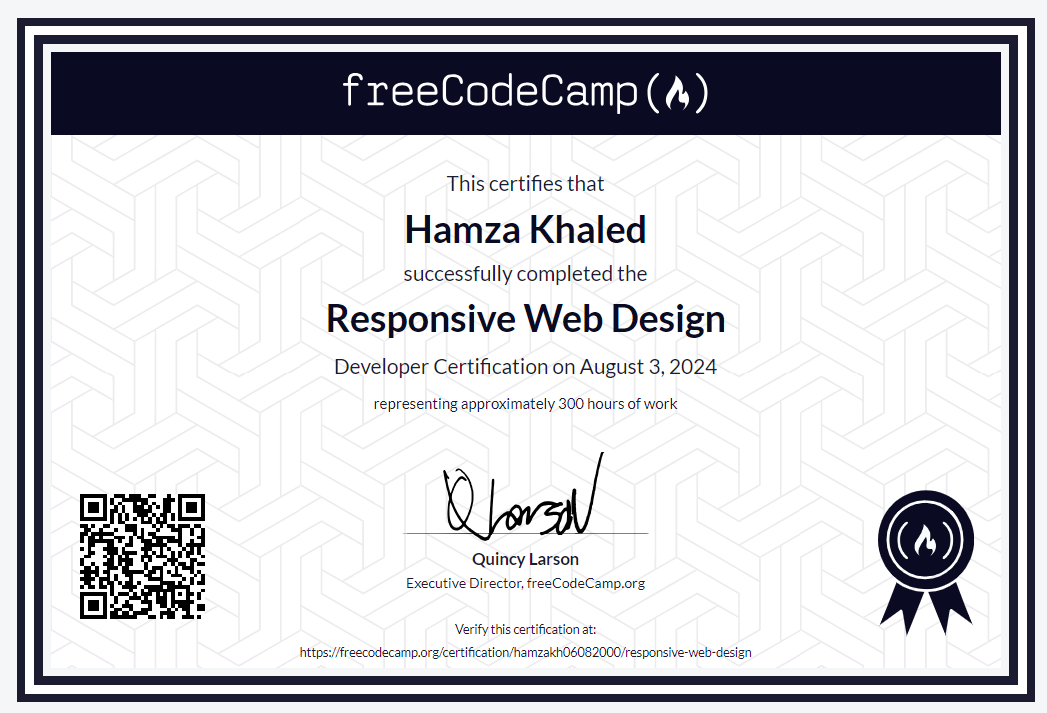 freeCodeCamp
This certifies that
Hamza Khaled
successfully completed the
Responsive Web Design
Developer Certification on August 3, 2024
representing approximately 300 hours of work
Quincy Larson
Executive Director, freeCodeCamp.org
Verify this certification at:
https://freecodecamp.org/certification/hamzakh06082000/responsive-web-design